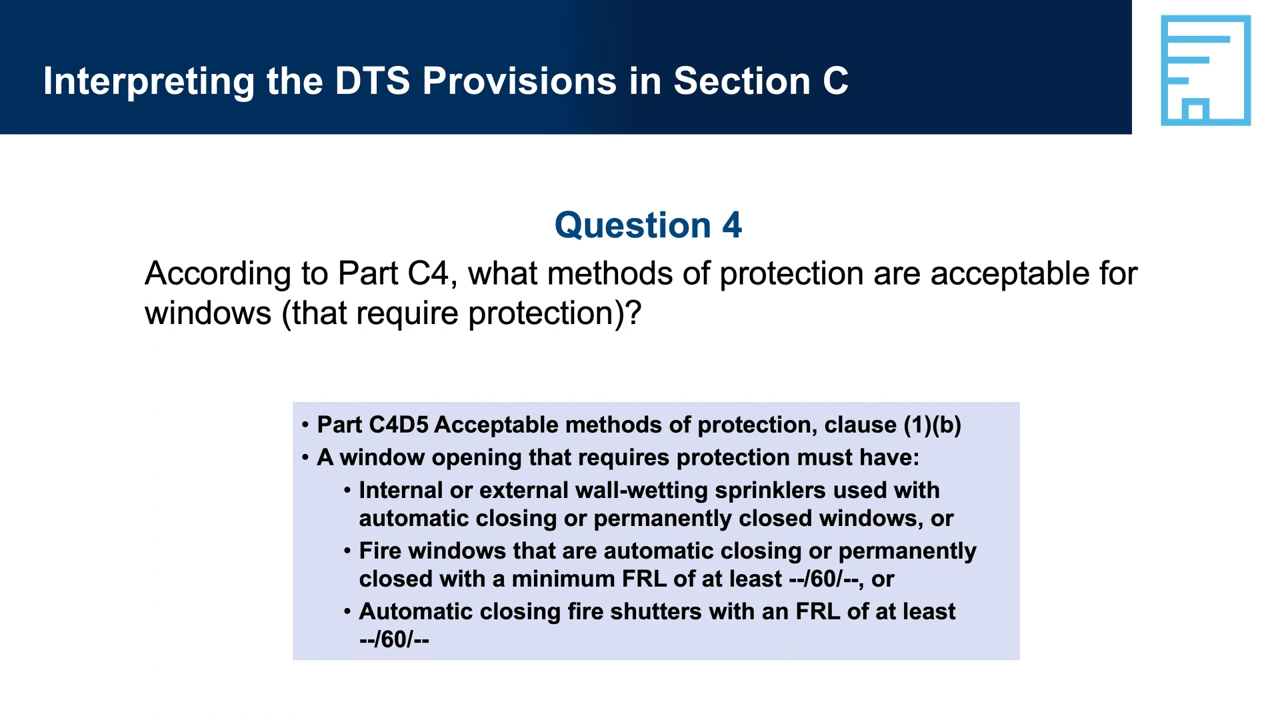 Interpreting the DTS Provisions in Section C
Question 4
According to Part C4, what methods of protection are acceptable for
windows (that require protection)?
• Part C4D5 Acceptable methods of protection, clause (1)(b)
• A window opening that requires protection must have:
• Internal or external wall-wetting sprinklers used with
automatic closing or permanently closed windows, or
• Fire windows that are automatic closing or permanently
closed with a minimum FRL of at least --/60/--, or
• Automatic closing fire shutters with an FRL of at least
--/60/--